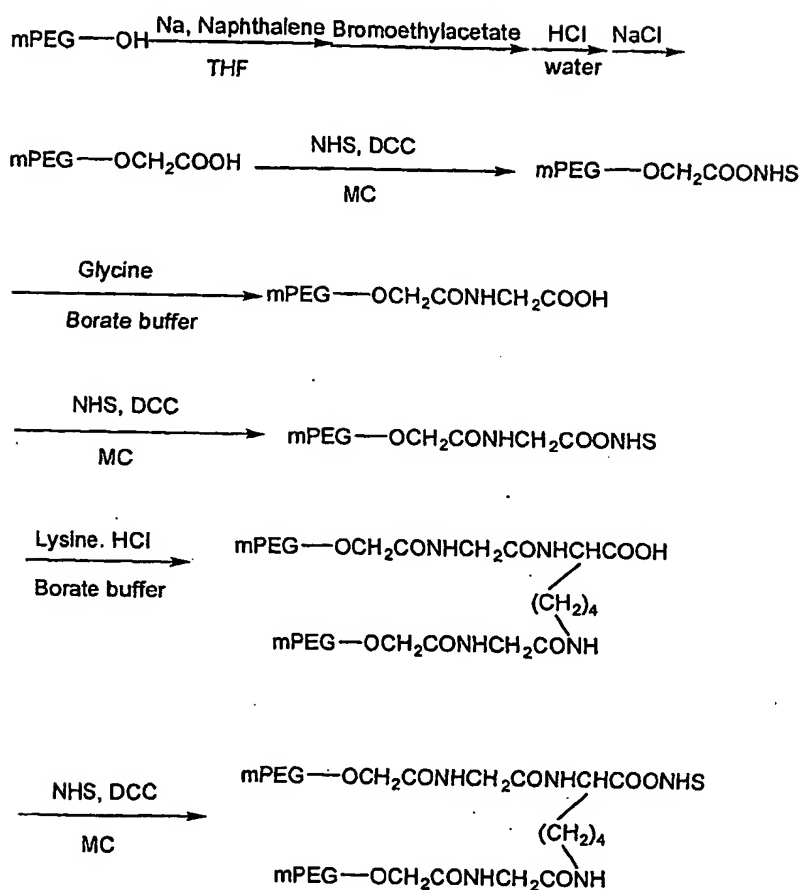 mPEG—OH Na, Naphthalene Bromoethylacetate HCl NaCl
THF water
mPEG—OCH₂COOH NHS, DCC mPEG—OCH₂COONHS
MC
Glycine
mPEG—OCH₂CONHCH₂COOH
Borate buffer
NHS, DCC
mPEG—OCH₂CONHCH₂COONHS
MC
Lysine. HCl
mPEG—OCH₂CONHCH₂CONHCHCOOH
Borate buffer
(CH₂)₄
mPEG—OCH₂CONHCH₂CONH
NHS, DCC
mPEG—OCH₂CONHCH₂CONHCHCOONHS
MC
(CH₂)₄
mPEG—OCH₂CONHCH₂CONH